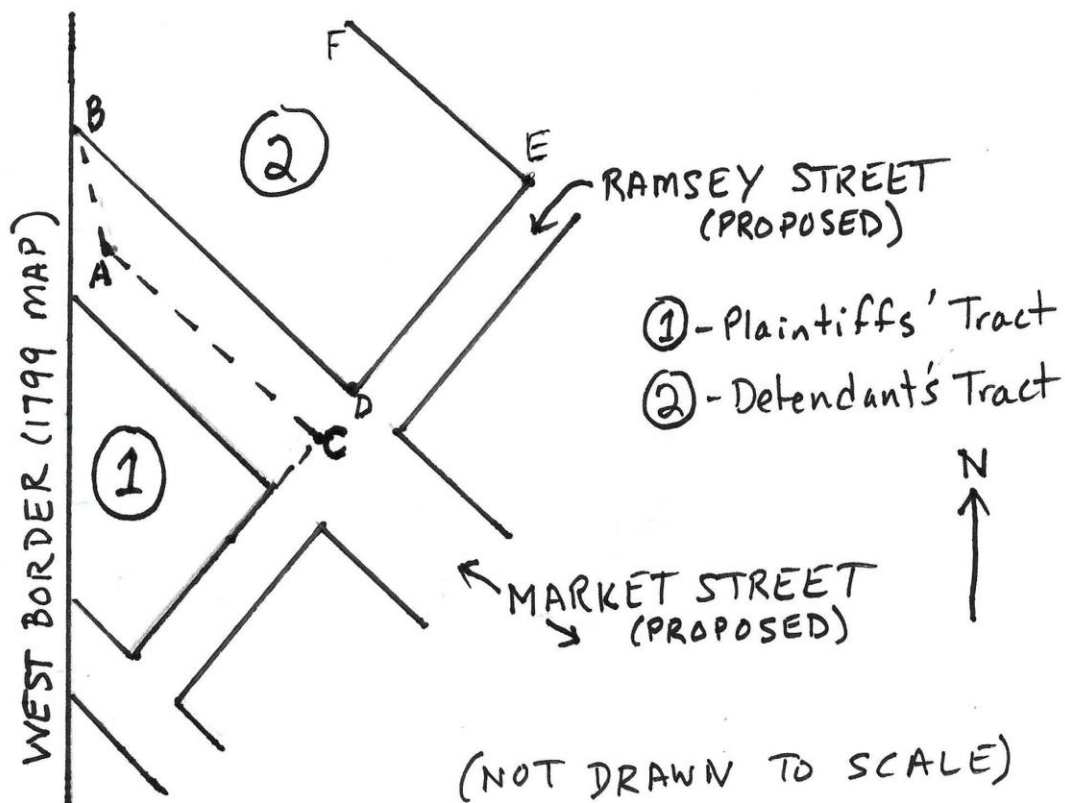 F
B
2
E
RAMSEY STREET
(PROPOSED)
A
1 - Plaintiffs' Tract
2 - Defendant's Tract
D
C
WEST BORDER (1799 MAP)
1
N
MARKET STREET
(PROPOSED)
(NOT DRAWN TO SCALE)